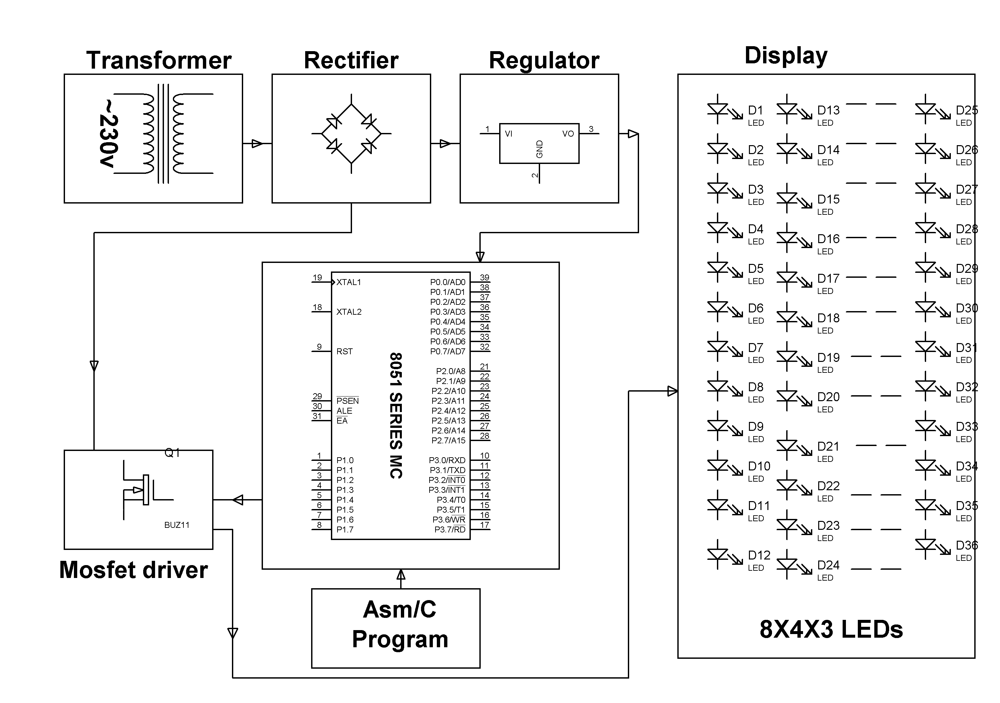 Transformer
Rectifier
Regulator
Display
~230v
1
VI
VO
3
GND
2
D1
LED
D2
LED
D3
LED
D4
LED
D5
LED
D6
LED
D7
LED
D8
LED
D9
LED
D10
LED
D11
LED
D12
LED
D13
LED
D14
LED
D15
LED
D16
LED
D17
LED
D18
LED
D19
LED
D20
LED
D21
LED
D22
LED
D23
LED
D24
LED
D25
LED
D26
LED
D27
LED
D28
LED
D29
LED
D30
LED
D31
LED
D32
LED
D33
LED
D34
LED
D35
LED
D36
LED
8X4X3 LEDs
19 XTAL1
18 XTAL2
9 RST
29 PSEN
30 ALE
31 EA
1 P1.0
2 P1.1
3 P1.2
4 P1.3
5 P1.4
6 P1.5
7 P1.6
8 P1.7
8051 SERIES MC
P0.0/AD0 39
P0.1/AD1 38
P0.2/AD2 37
P0.3/AD3 36
P0.4/AD4 35
P0.5/AD5 34
P0.6/AD6 33
P0.7/AD7 32
P2.0/A8 21
P2.1/A9 22
P2.2/A10 23
P2.3/A11 24
P2.4/A12 25
P2.5/A13 26
P2.6/A14 27
P2.7/A15 28
P3.0/RXD 10
P3.1/TXD 11
P3.2/INT0 12
P3.3/INT1 13
P3.4/T0 14
P3.5/T1 15
P3.6/WR 16
P3.7/RD 17
Q1
BUZ11
Mosfet driver
Asm/C
Program